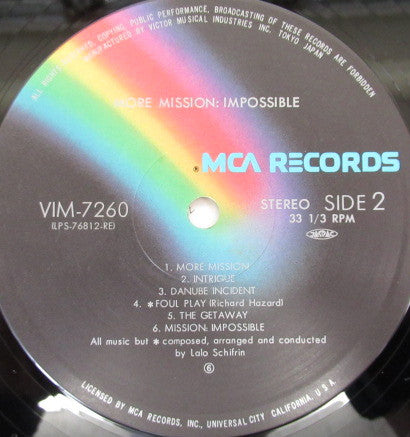 ALL RIGHTS RESERVED. COPYING, PUBLIC PERFORMANCE, BROADCASTING OF THESE RECORDS ARE FORBIDDEN
MANUFACTURED BY VICTOR MUSICAL INDUSTRIES INC. TOKYO JAPAN
MORE MISSION: IMPOSSIBLE
MCA RECORDS
VIM-7260
(LPS-76812-RE)
STEREO SIDE 2
33 1/3 RPM
JASRAC
1. MORE MISSION
2. INTRIGUE
3. DANUBE INCIDENT
4. *FOUL PLAY (Richard Hazard)
5. THE GETAWAY
6. MISSION: IMPOSSIBLE
All music but * composed, arranged and conducted
by Lalo Schifrin
6
LICENSED BY MCA RECORDS, INC., UNIVERSAL CITY CALIFORNIA. U.S.A.